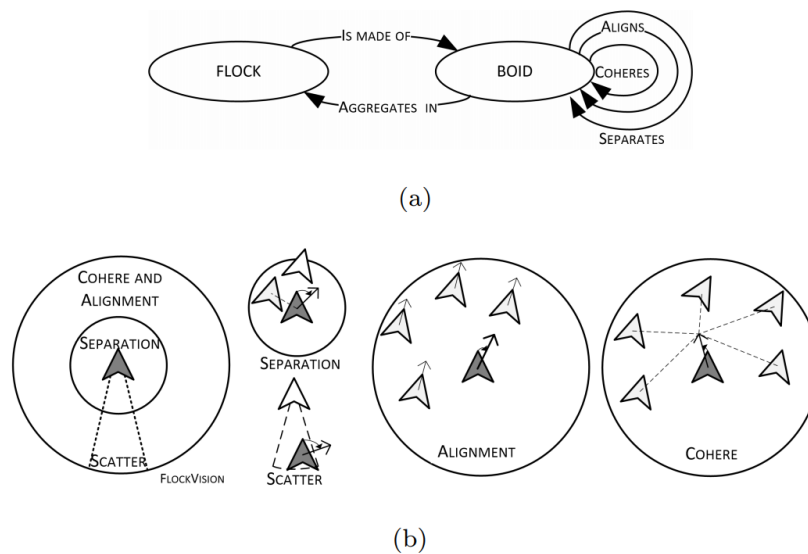 IS MADE OF
ALIGNS
FLOCK
BOID
COHERES
AGGREGATES IN
SEPARATES
(a)
COHERE AND
ALIGNMENT
SEPARATION
SCATTER
FLOCKVISION
SEPARATION
SCATTER
ALIGNMENT
COHERE
(b)